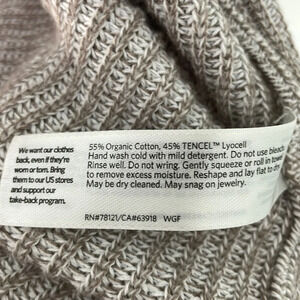 We want our clothes
back, even if they're
worn or torn. Bring
them to our US stores
and support our
take-back program.
55% Organic Cotton, 45% TENCEL™ Lyocell
Hand wash cold with mild detergent. Do not use bleach.
Rinse well. Do not wring. Gently squeeze or roll in towel
to remove excess moisture. Reshape and lay flat to dry.
May be dry cleaned. May snag on jewelry.
RN#78121/CA#63918 WGF